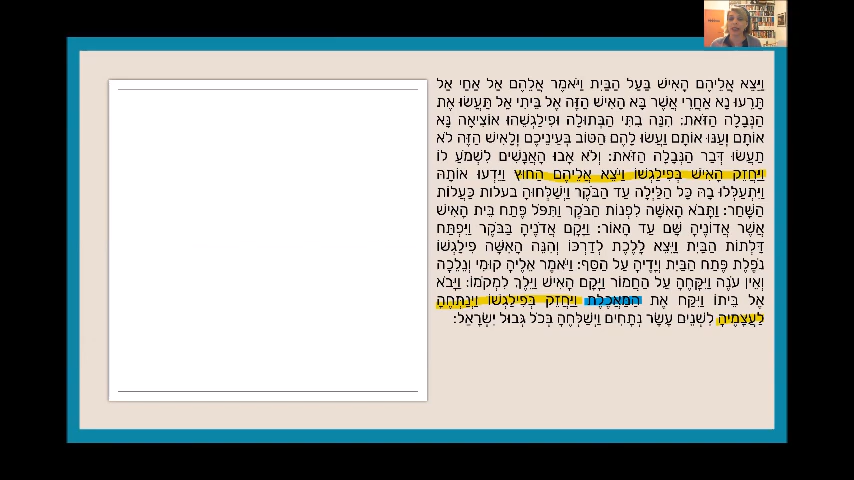 וַיֵּצֵא אֲלֵיהֶם הָאִישׁ בַּעַל הַבַּיִת וַיֹּאמֶר אֲלֵהֶם אַל אַחַי אַל
תָּרֵעוּ נָא אַחֲרֵי אֲשֶׁר בָּא הָאִישׁ הַזֶּה אֶל בֵּיתִי אַל תַּעֲשׂוּ אֶת
הַנְּבָלָה הַזֹּאת: הִנֵּה בִתִּי הַבְּתוּלָה וּפִילַגְשֵׁהוּ אוֹצִיאָה נָּא
אוֹתָם וְעַנּוּ אוֹתָם וַעֲשׂוּ לָהֶם הַטּוֹב בְּעֵינֵיכֶם וְלָאִישׁ הַזֶּה לֹא
תַעֲשׂוּ דְּבַר הַנְּבָלָה הַזֹּאת: וְלֹא אָבוּ הָאֲנָשִׁים לִשְׁמֹעַ לוֹ
וַיַּחֲזֵק הָאִישׁ בְּפִילַגְשׁוֹ וַיֹּצֵא אֲלֵיהֶם הַחוּץ וַיֵּדְעוּ אוֹתָהּ
וַיִּתְעַלְּלוּ בָהּ כָּל הַלַּיְלָה עַד הַבֹּקֶר וַיְשַׁלְּחוּהָ בעלות כַּעֲלוֹת
הַשָּׁחַר: וַתָּבֹא הָאִשָּׁה לִפְנוֹת הַבֹּקֶר וַתִּפֹּל פֶּתַח בֵּית הָאִישׁ
אֲשֶׁר אֲדוֹנֶיהָ שָּׁם עַד הָאוֹר: וַיָּקָם אֲדֹנֶיהָ בַּבֹּקֶר וַיִּפְתַּח
דַּלְתוֹת הַבַּיִת וַיֵּצֵא לָלֶכֶת לְדַרְכּוֹ וְהִנֵּה הָאִשָּׁה פִילַגְשׁוֹ
נֹפֶלֶת פֶּתַח הַבַּיִת וְיָדֶיהָ עַל הַסַּף: וַיֹּאמֶר אֵלֶיהָ קוּמִי וְנֵלֵכָה
וְאֵין עֹנֶה וַיִּקָּחֶהָ עַל הַחֲמוֹר וַיָּקָם הָאִישׁ וַיֵּלֶךְ לִמְקֹמוֹ: וַיָּבֹא
אֶל בֵּיתוֹ וַיִּקַּח אֶת הַמַּאֲכֶלֶת וַיַּחֲזֵק בְּפִילַגְשׁוֹ וַיְנַתְּחֶהָ
לַעֲצָמֶיהָ לִשְׁנֵים עָשָׂר נְתָחִים וַיְשַׁלְּחֶהָ בְּכֹל גְּבוּל יִשְׂרָאֵל: